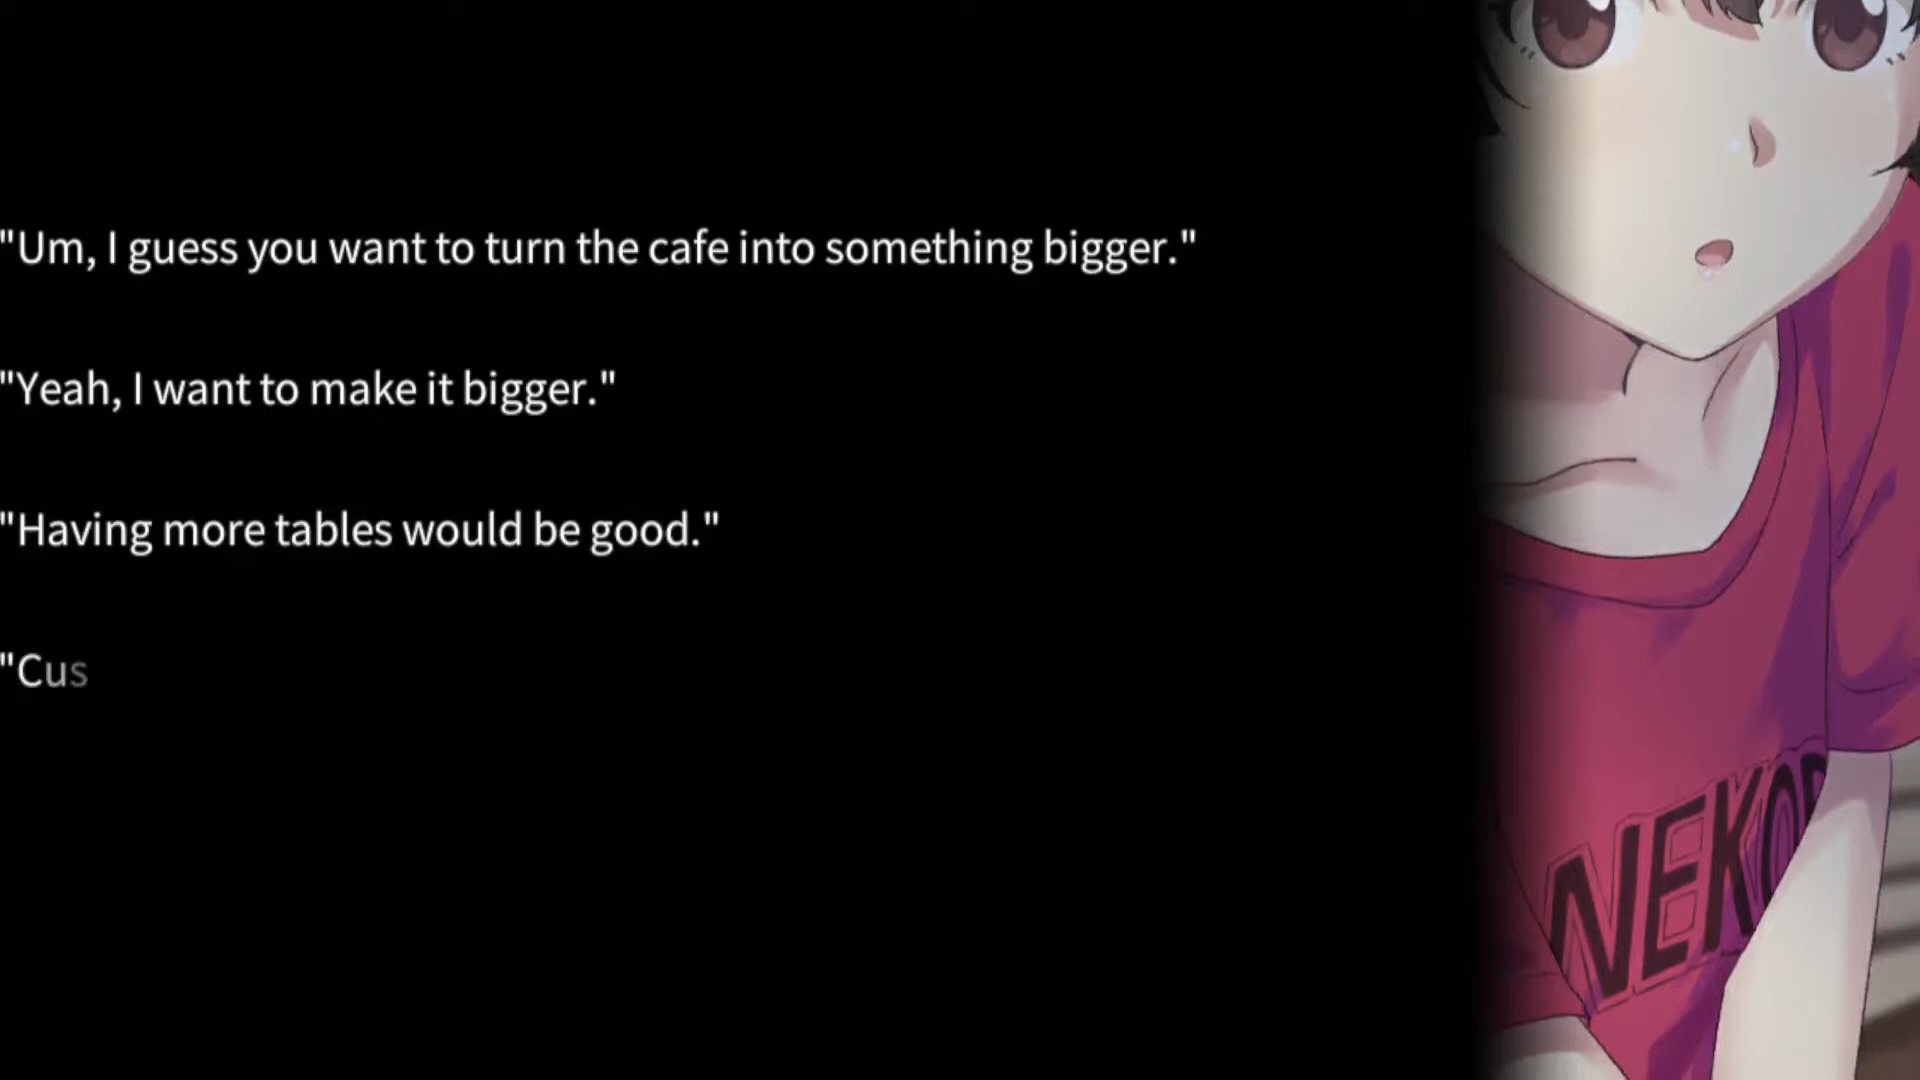 "Um, I guess you want to turn the cafe into something bigger."
"Yeah, I want to make it bigger."
"Having more tables would be good."
"Cus
NEKO